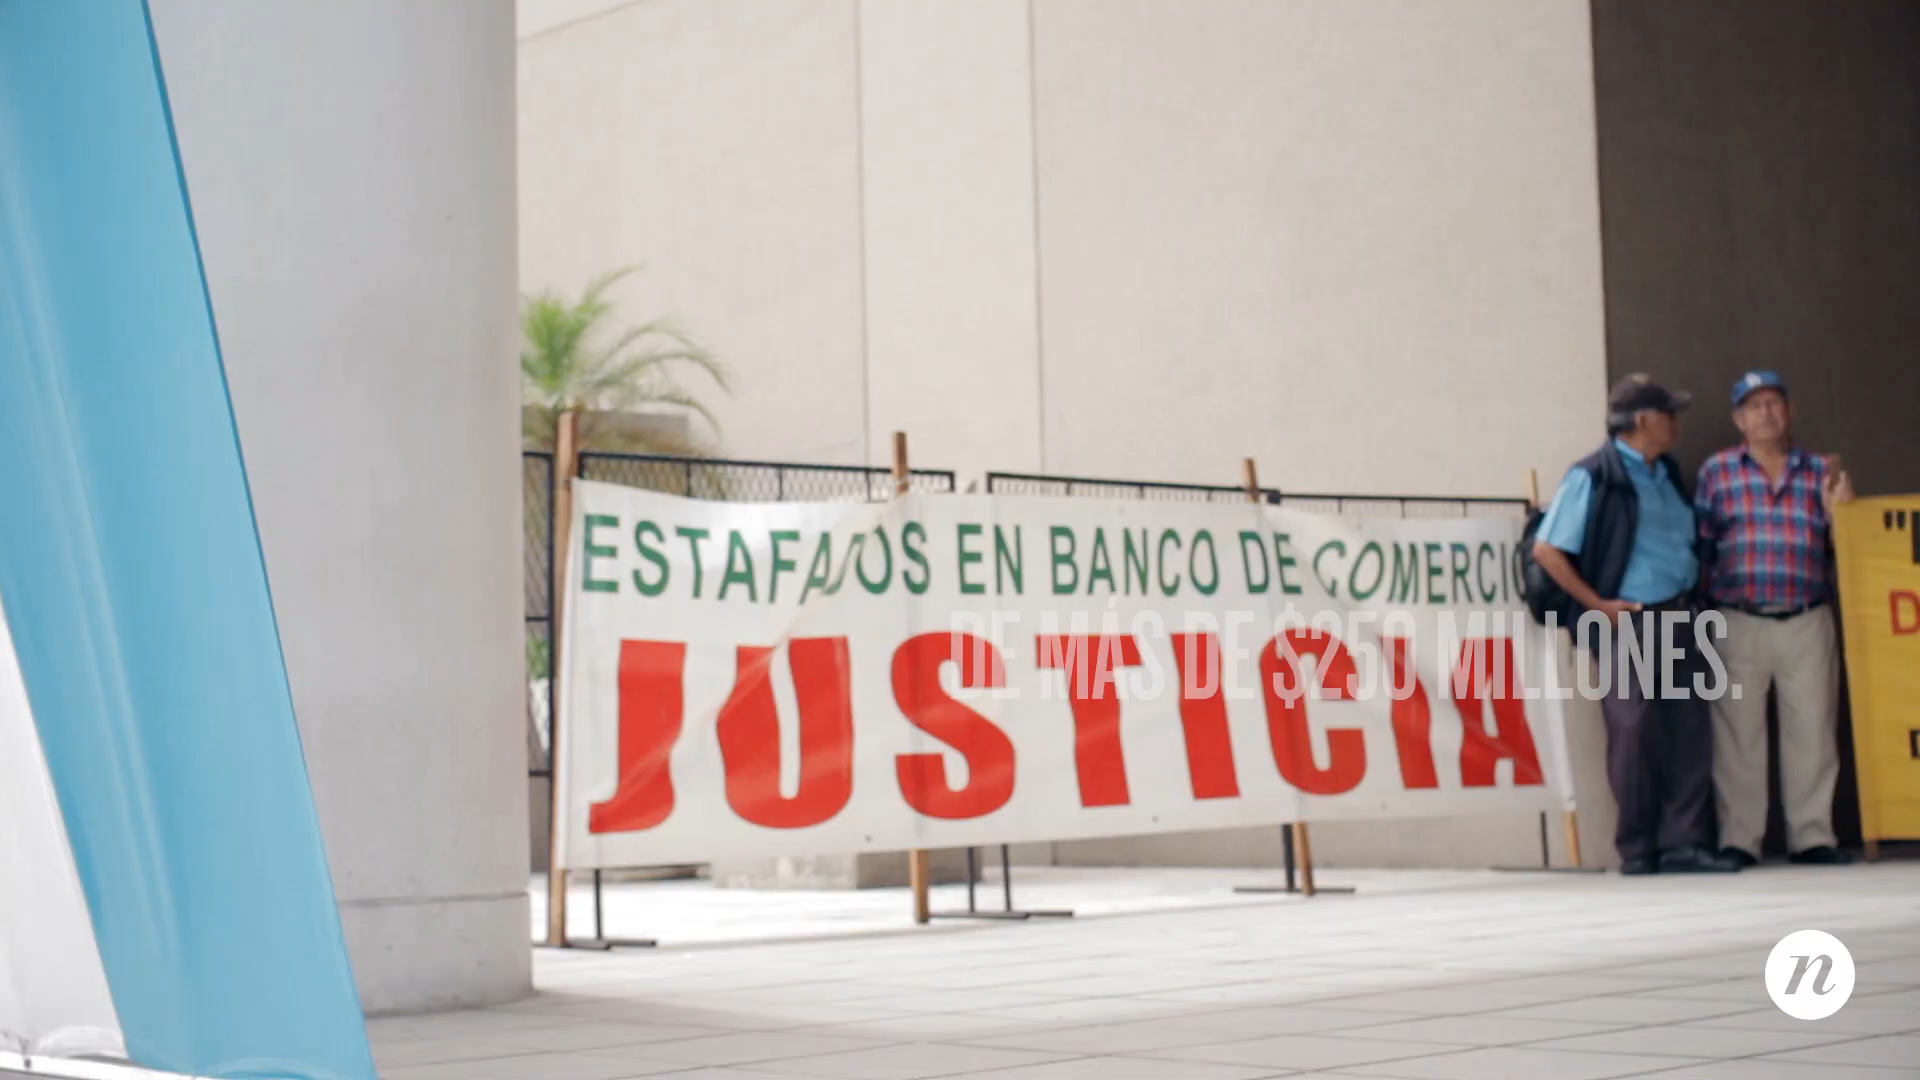 ESTAFADOS EN BANCO DE COMERCIO
JUSTICIA
DE MÁS DE $250 MILLONES.
n